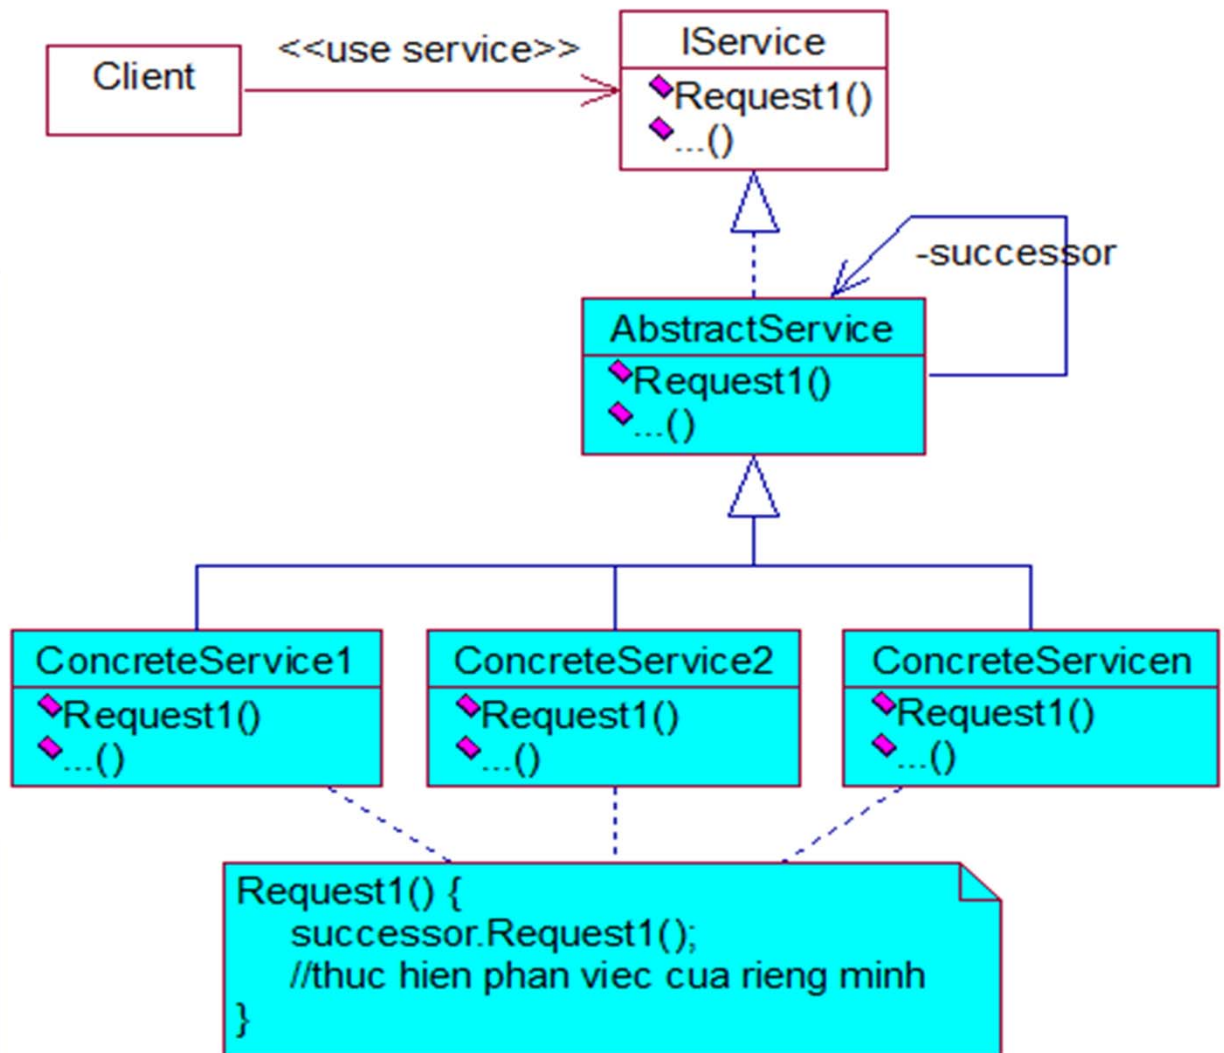 Client
<<use service>>
IService
Request1()
...()
-successor
AbstractService
Request1()
...()
ConcreteService1
Request1()
...()
ConcreteService2
Request1()
...()
ConcreteServicen
Request1()
...()
Request1() {
successor.Request1();
//thuc hien phan viec cua rieng minh
}